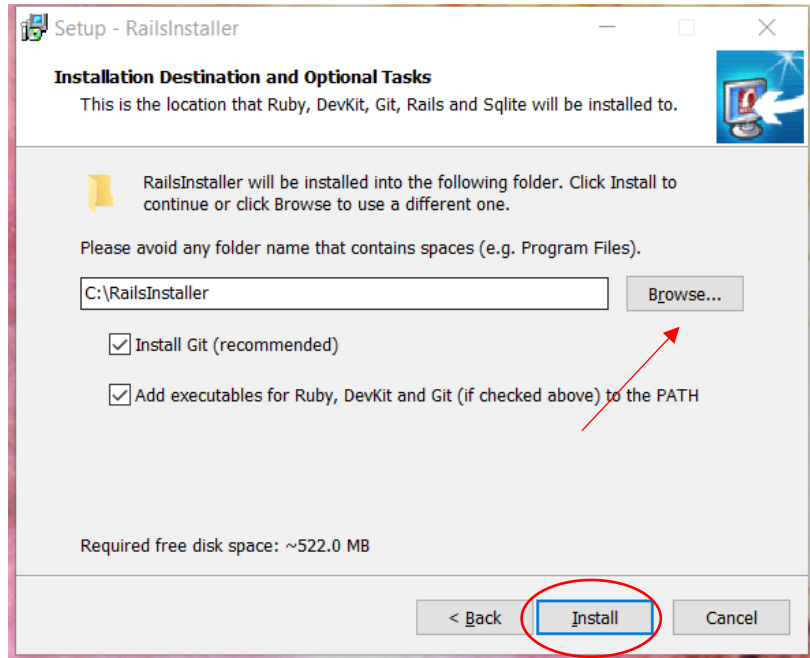 Setup - RailsInstaller
Installation Destination and Optional Tasks
This is the location that Ruby, DevKit, Git, Rails and Sqlite will be installed to.
RailsInstaller will be installed into the following folder. Click Install to
continue or click Browse to use a different one.
Please avoid any folder name that contains spaces (e.g. Program Files).
C:\RailsInstaller
Browse...
Install Git (recommended)
Add executables for Ruby, DevKit and Git (if checked above) to the PATH
Required free disk space: ~522.0 MB
< Back
Install
Cancel